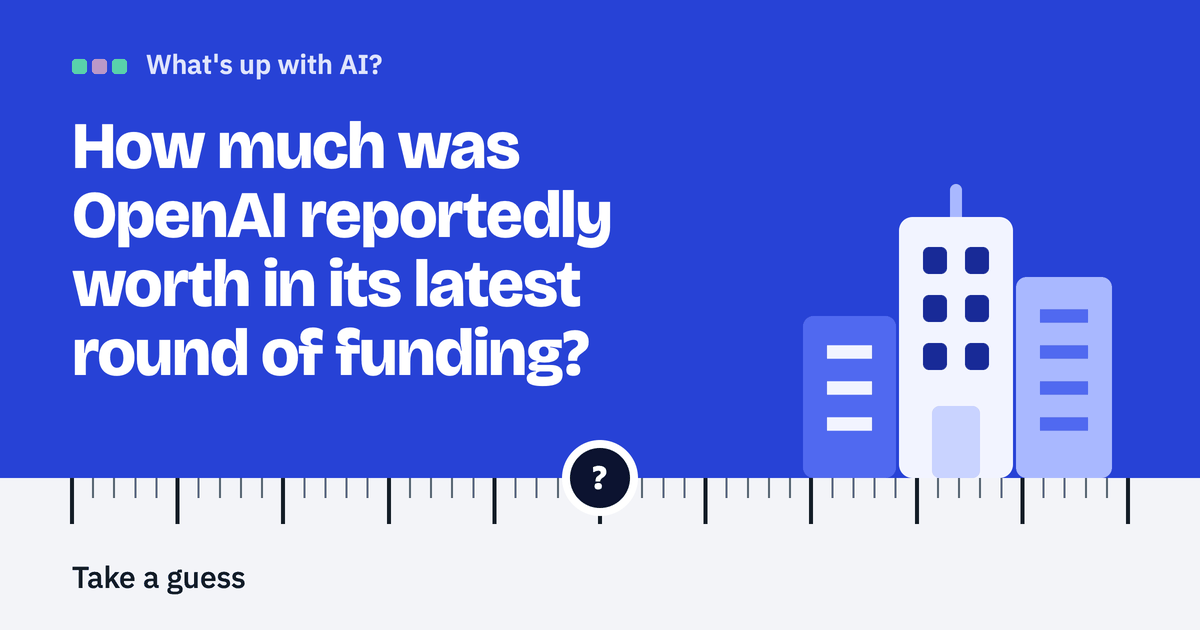 What's up with AI?
How much was
OpenAI reportedly
worth in its latest
round of funding?
?
Take a guess